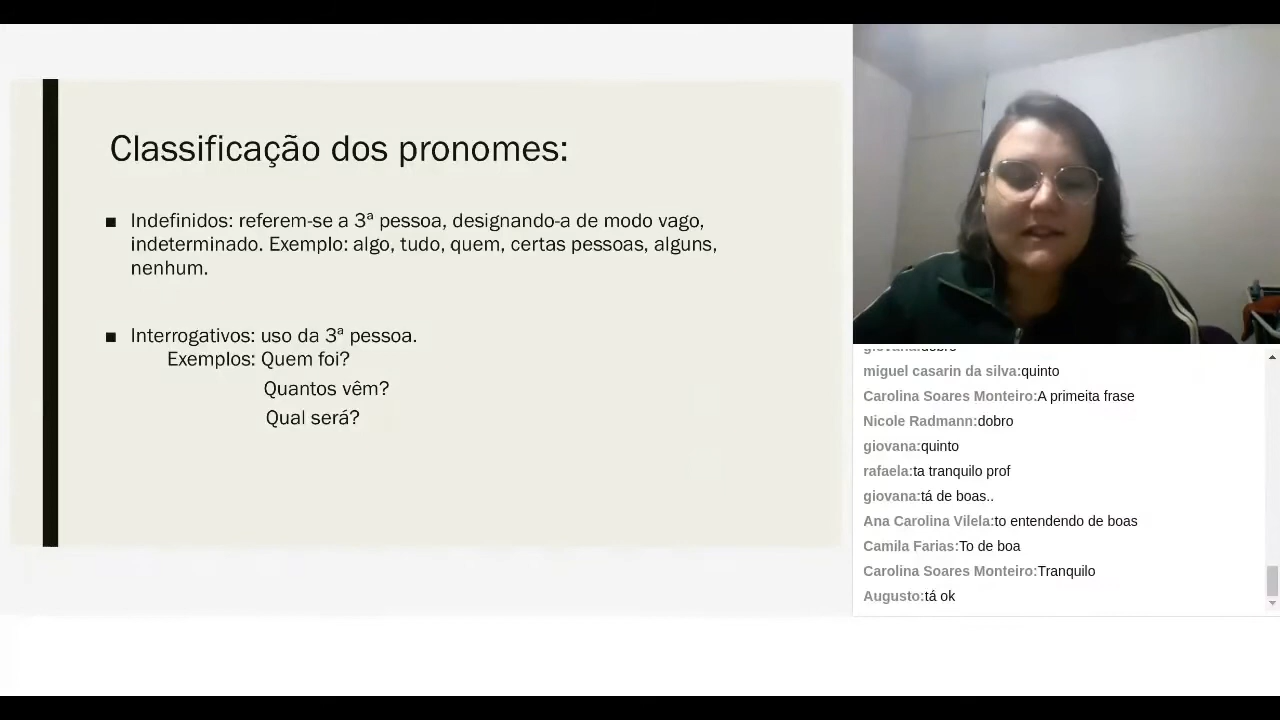 Classificação dos pronomes:
■ Indefinidos: referem-se a 3ª pessoa, designando-a de modo vago,
indeterminado. Exemplo: algo, tudo, quem, certas pessoas, alguns,
nenhum.
■ Interrogativos: uso da 3ª pessoa.
Exemplos: Quem foi?
Quantos vêm?
Qual será?
giovana:dobro
miguel casarin da silva:quinto
Carolina Soares Monteiro:A primeita frase
Nicole Radmann:dobro
giovana:quinto
rafaela:ta tranquilo prof
giovana:tá de boas..
Ana Carolina Vilela:to entendendo de boas
Camila Farias:To de boa
Carolina Soares Monteiro:Tranquilo
Augusto:tá ok